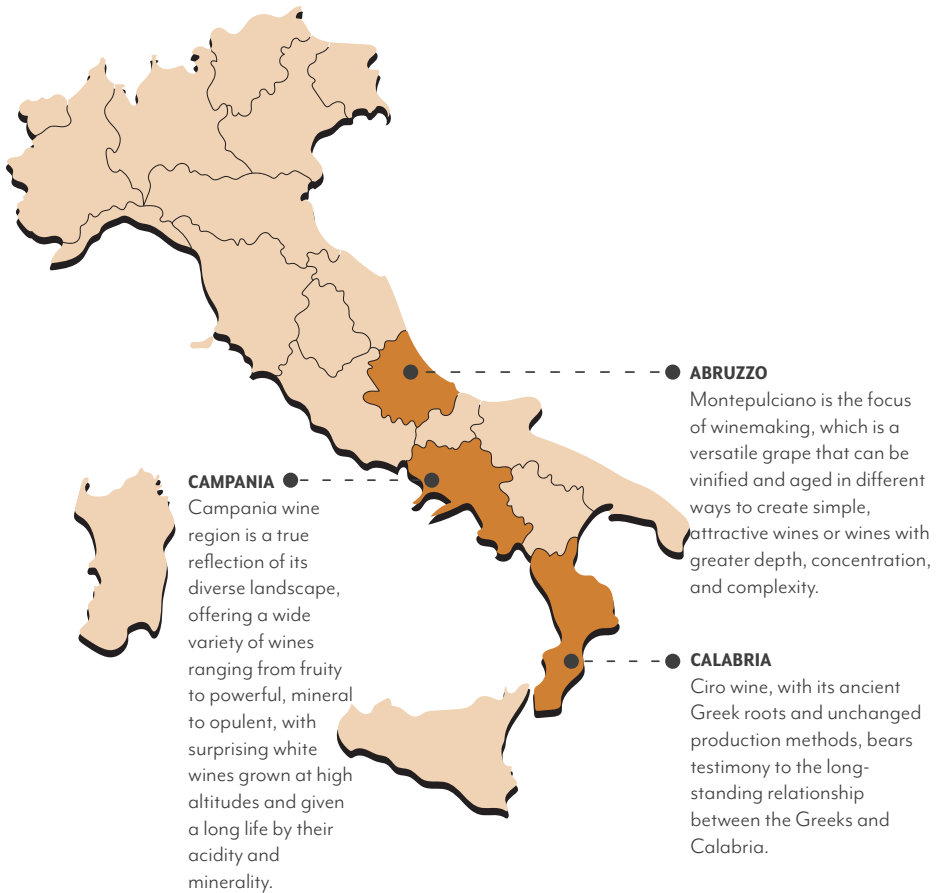 ABRUZZO
Montepulciano is the focus
of winemaking, which is a
versatile grape that can be
vinified and aged in different
ways to create simple,
attractive wines or wines with
greater depth, concentration,
and complexity.
CAMPANIA
Campania wine
region is a true
reflection of its
diverse landscape,
offering a wide
variety of wines
ranging from fruity
to powerful, mineral
to opulent, with
surprising white
wines grown at high
altitudes and given
a long life by their
acidity and
minerality.
CALABRIA
Ciro wine, with its ancient
Greek roots and unchanged
production methods, bears
testimony to the long-
standing relationship
between the Greeks and
Calabria.